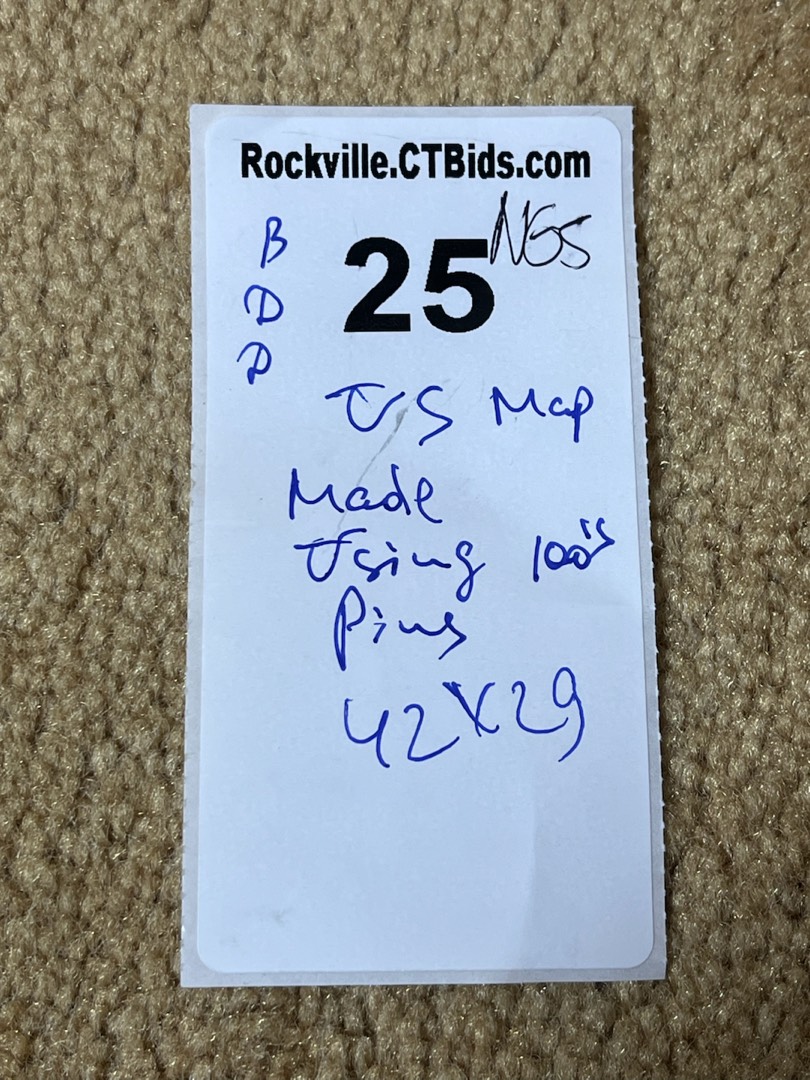 Rockville.CTBids.com
B
D
D
25
NGS
US Map
Made
Using 100's
Pins
42x29